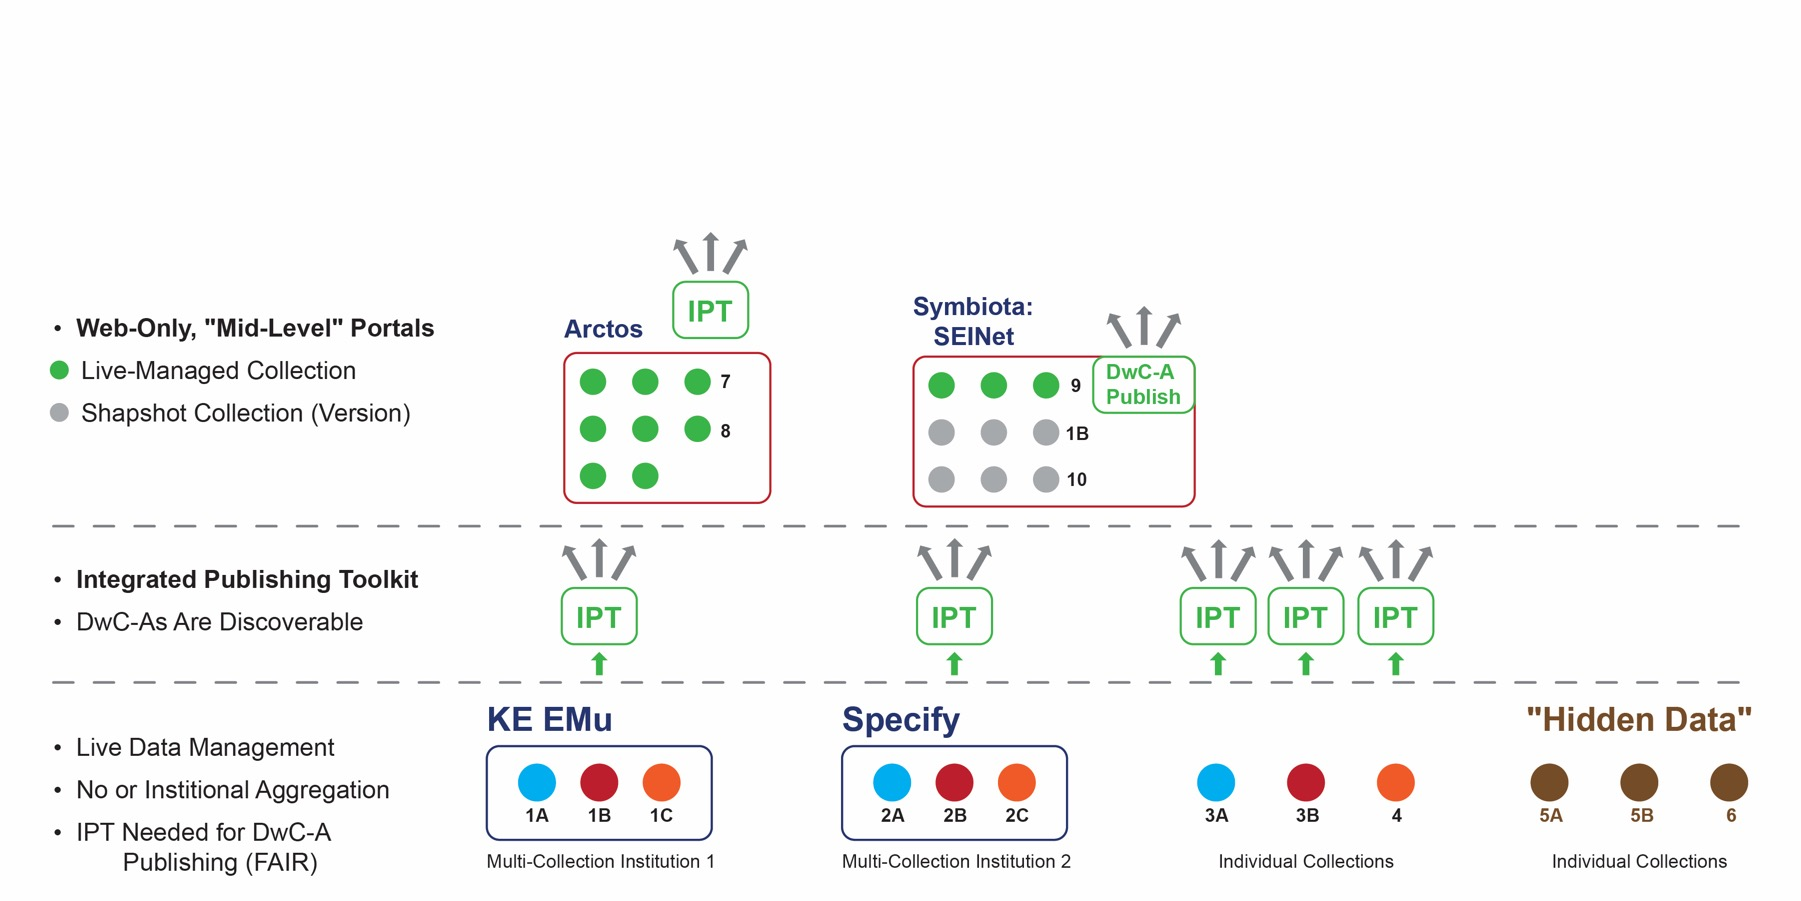 IPT
Symbiota:
SEINet
Arctos
• Web-Only, "Mid-Level" Portals
Live-Managed Collection
Shapshot Collection (Version)
7
8
DwC-A
Publish
9
1B
10
• Integrated Publishing Toolkit
• DwC-As Are Discoverable
IPT
IPT
IPT
IPT
IPT
KE EMu
Specify
"Hidden Data"
• Live Data Management
• No or Institional Aggregation
• IPT Needed for DwC-A
Publishing (FAIR)
1A
1B
1C
2A
2B
2C
3A
3B
4
5A
5B
6
Multi-Collection Institution 1
Multi-Collection Institution 2
Individual Collections
Individual Collections